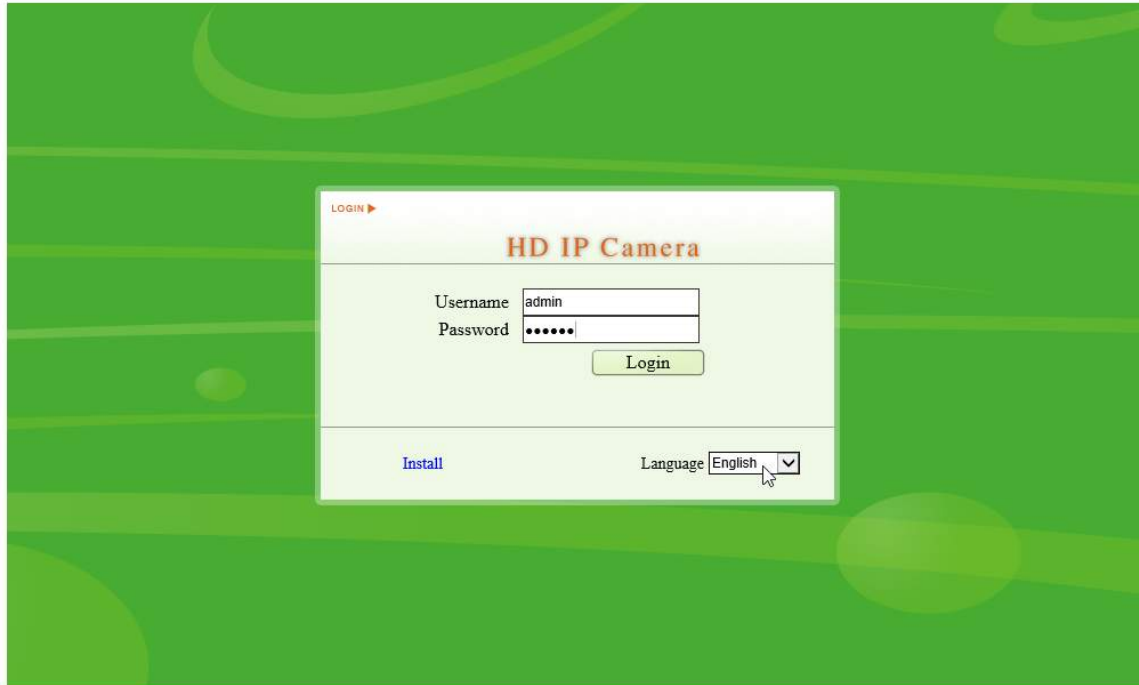 LOGIN
HD IP Camera
Username admin
Password ••••••
Login
Install Language English